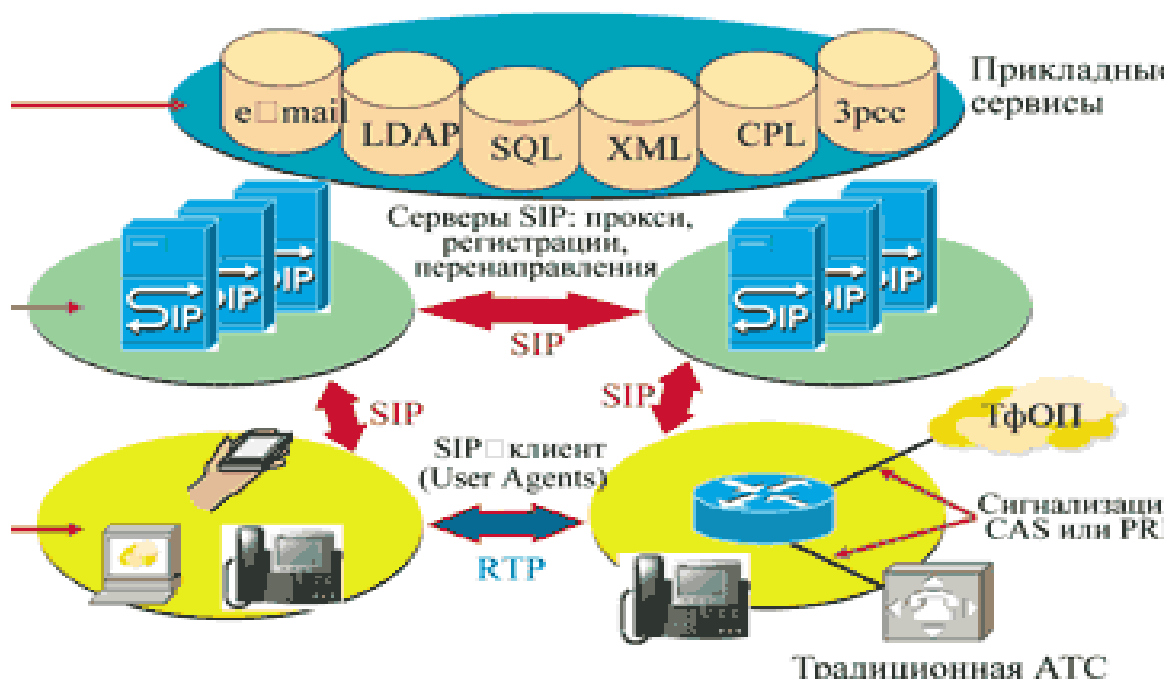 Прикладные
сервисы
e□mail
LDAP
SQL
XML
CPL
3pcc
Серверы SIP: прокси,
регистрации,
перенаправления
SIP
SIP
SIP
SIP
SIP
SIP
SIP
ТфОП
SIP□клиент
(User Agents)
RTP
Сигнализаци
CAS или PR
Традиционная АТС